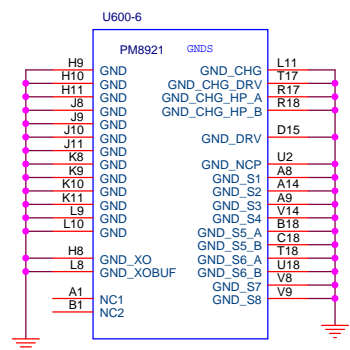 U600-6
PM8921 GNDS
H9 GND GND_CHG L11
H10 GND GND_CHG_DRV T17
H11 GND GND_CHG_HP_A R17
J8 GND GND_CHG_HP_B R18
J9 GND
J10 GND GND_DRV D15
J11 GND
K8 GND GND_NCP U2
K9 GND GND_S1 A8
K10 GND GND_S2 A14
K11 GND GND_S3 A9
L9 GND GND_S4 V14
L10 GND GND_S5_A B18
GND_S5_B C18
H8 GND_XO GND_S6_A T18
L8 GND_XOBUF GND_S6_B U18
GND_S7 V8
A1 NC1 GND_S8 V9
B1 NC2